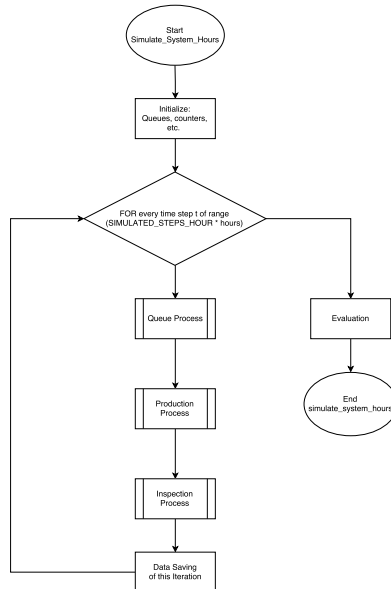 Start
Simulate_System_Hours
Initialize:
Queues, counters,
etc.
FOR every time step t of range
(SIMULATED_STEPS_HOUR * hours)
Queue Process
Evaluation
Production
Process
End
simulate_system_hours
Inspection
Process
Data Saving
of this Iteration